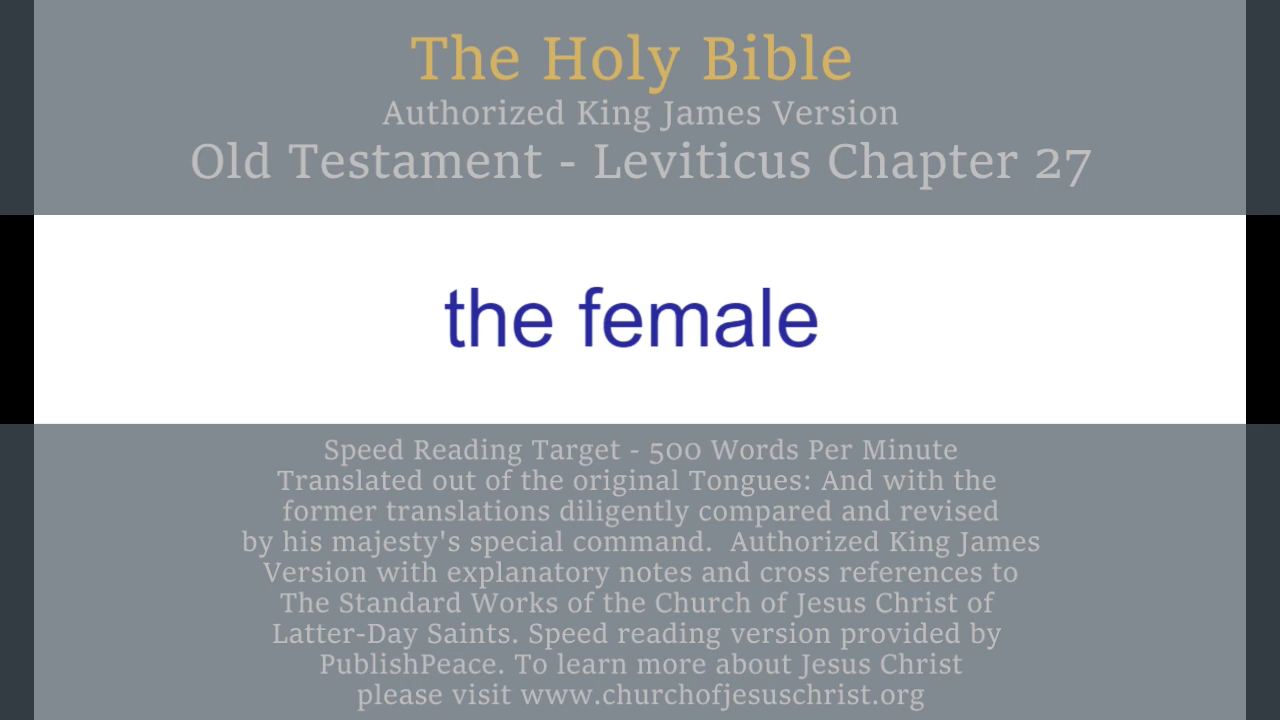 The Holy Bible
Authorized King James Version
Old Testament - Leviticus Chapter 27
the female
Speed Reading Target - 500 Words Per Minute
Translated out of the original Tongues: And with the
former translations diligently compared and revised
by his majesty's special command.  Authorized King James
Version with explanatory notes and cross references to
The Standard Works of the Church of Jesus Christ of
Latter-Day Saints. Speed reading version provided by
PublishPeace. To learn more about Jesus Christ
please visit www.churchofjesuschrist.org